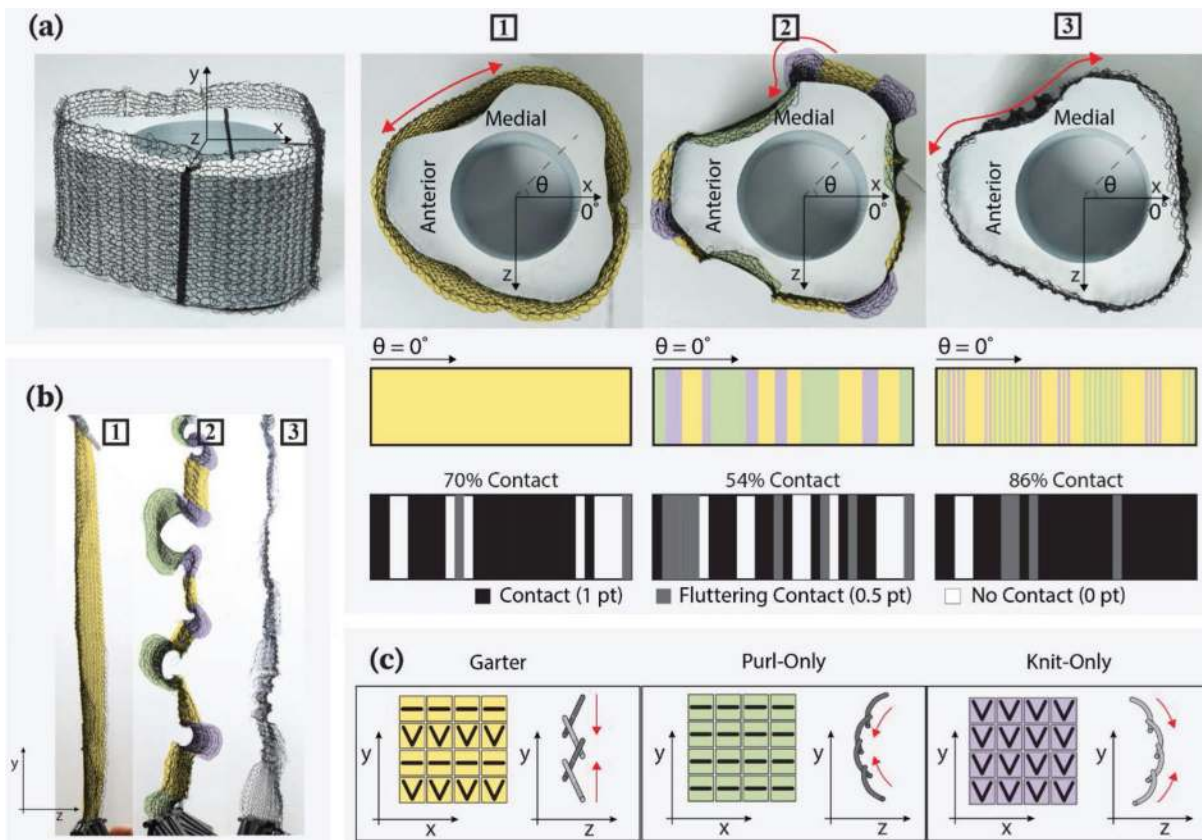 (a)
1
2
3
y
x
z
Medial
Anterior
θ
x
0°
z
Medial
Anterior
θ
x
0°
z
Medial
Anterior
θ
x
0°
z
θ = 0°
θ = 0°
θ = 0°
70% Contact
54% Contact
86% Contact
Contact (1 pt)
Fluttering Contact (0.5 pt)
No Contact (0 pt)
(b)
1
2
3
y
z
(c)
Garter
Purl-Only
Knit-Only
y
x
y
z
y
x
y
z
y
x
y
z